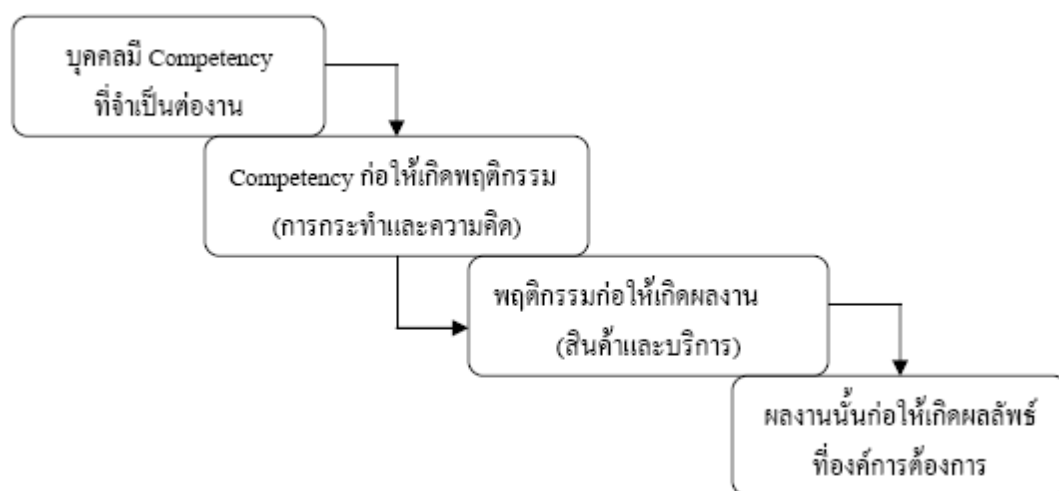 บุคคลมี Competency
ที่จำเป็นต่องาน
Competency ก่อให้เกิดพฤติกรรม
(การกระทำและความคิด)
พฤติกรรมก่อให้เกิดผลงาน
(สินค้าและบริการ)
ผลงานนั้นก่อให้เกิดผลลัพธ์
ที่องค์การต้องการ